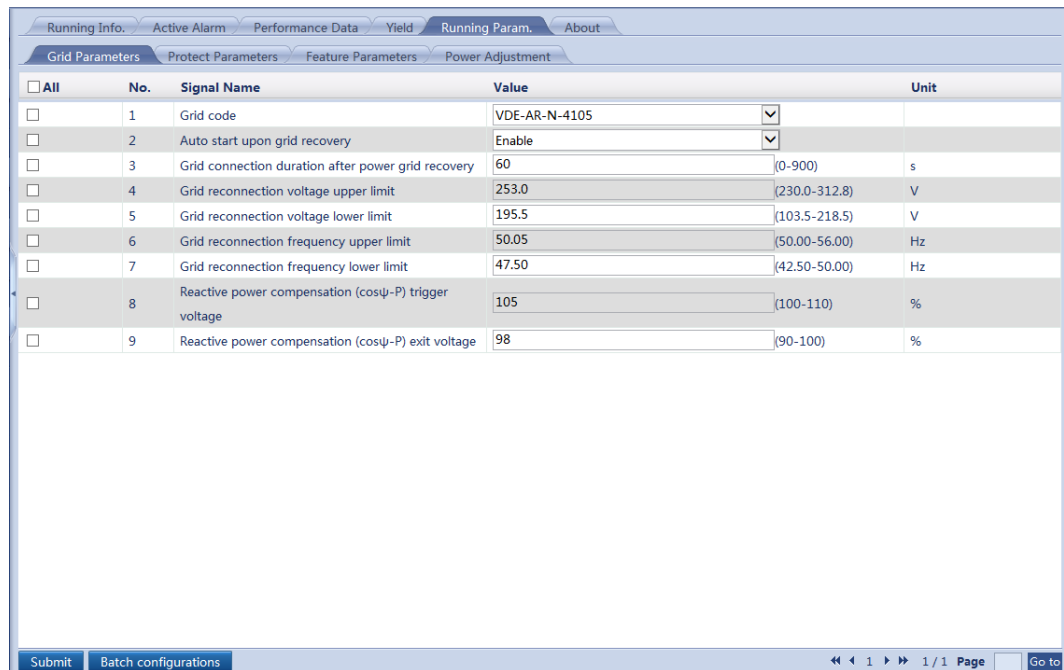 Running Info. Active Alarm Performance Data Yield Running Param. About
Grid Parameters Protect Parameters Feature Parameters Power Adjustment
All No. Signal Name Value Unit
1 Grid code VDE-AR-N-4105
2 Auto start upon grid recovery Enable
3 Grid connection duration after power grid recovery 60 (0-900) s
4 Grid reconnection voltage upper limit 253.0 (230.0-312.8) V
5 Grid reconnection voltage lower limit 195.5 (103.5-218.5) V
6 Grid reconnection frequency upper limit 50.05 (50.00-56.00) Hz
7 Grid reconnection frequency lower limit 47.50 (42.50-50.00) Hz
8 Reactive power compensation (cosψ-P) trigger
voltage 105 (100-110) %
9 Reactive power compensation (cosψ-P) exit voltage 98 (90-100) %
Submit Batch configurations 1 1 / 1 Page Go to